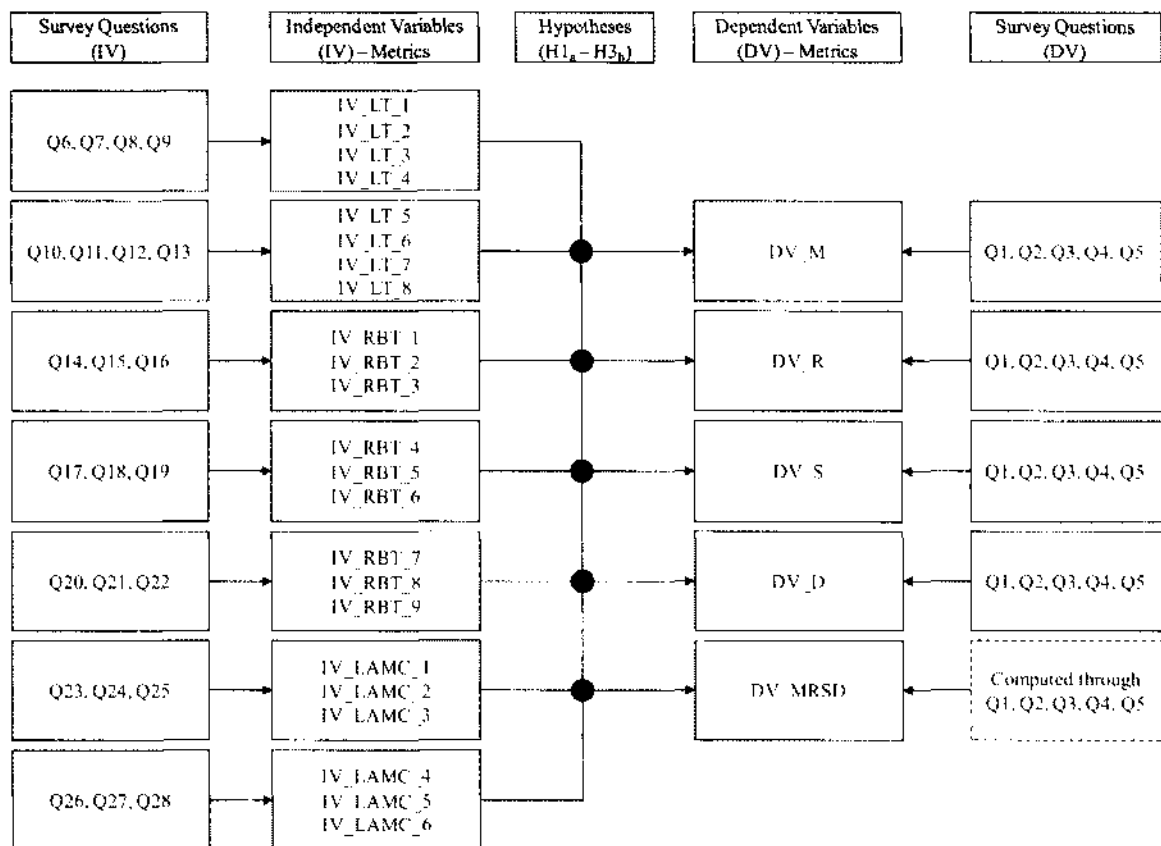 Survey Questions
(IV)
Independent Variables
(IV) – Metrics
Hypotheses
(H1a – H3b)
Dependent Variables
(DV) – Metrics
Survey Questions
(DV)
Q6, Q7, Q8, Q9
IV_LT_1
IV_LT_2
IV_LT_3
IV_LT_4
Q10, Q11, Q12, Q13
IV_LT_5
IV_LT_6
IV_LT_7
IV_LT_8
DV_M
Q1, Q2, Q3, Q4, Q5
Q14, Q15, Q16
IV_RBT_1
IV_RBT_2
IV_RBT_3
DV_R
Q1, Q2, Q3, Q4, Q5
Q17, Q18, Q19
IV_RBT_4
IV_RBT_5
IV_RBT_6
DV_S
Q1, Q2, Q3, Q4, Q5
Q20, Q21, Q22
IV_RBT_7
IV_RBT_8
IV_RBT_9
DV_D
Q1, Q2, Q3, Q4, Q5
Q23, Q24, Q25
IV_LAMC_1
IV_LAMC_2
IV_LAMC_3
DV_MRSD
Computed through
Q1, Q2, Q3, Q4, Q5
Q26, Q27, Q28
IV_LAMC_4
IV_LAMC_5
IV_LAMC_6